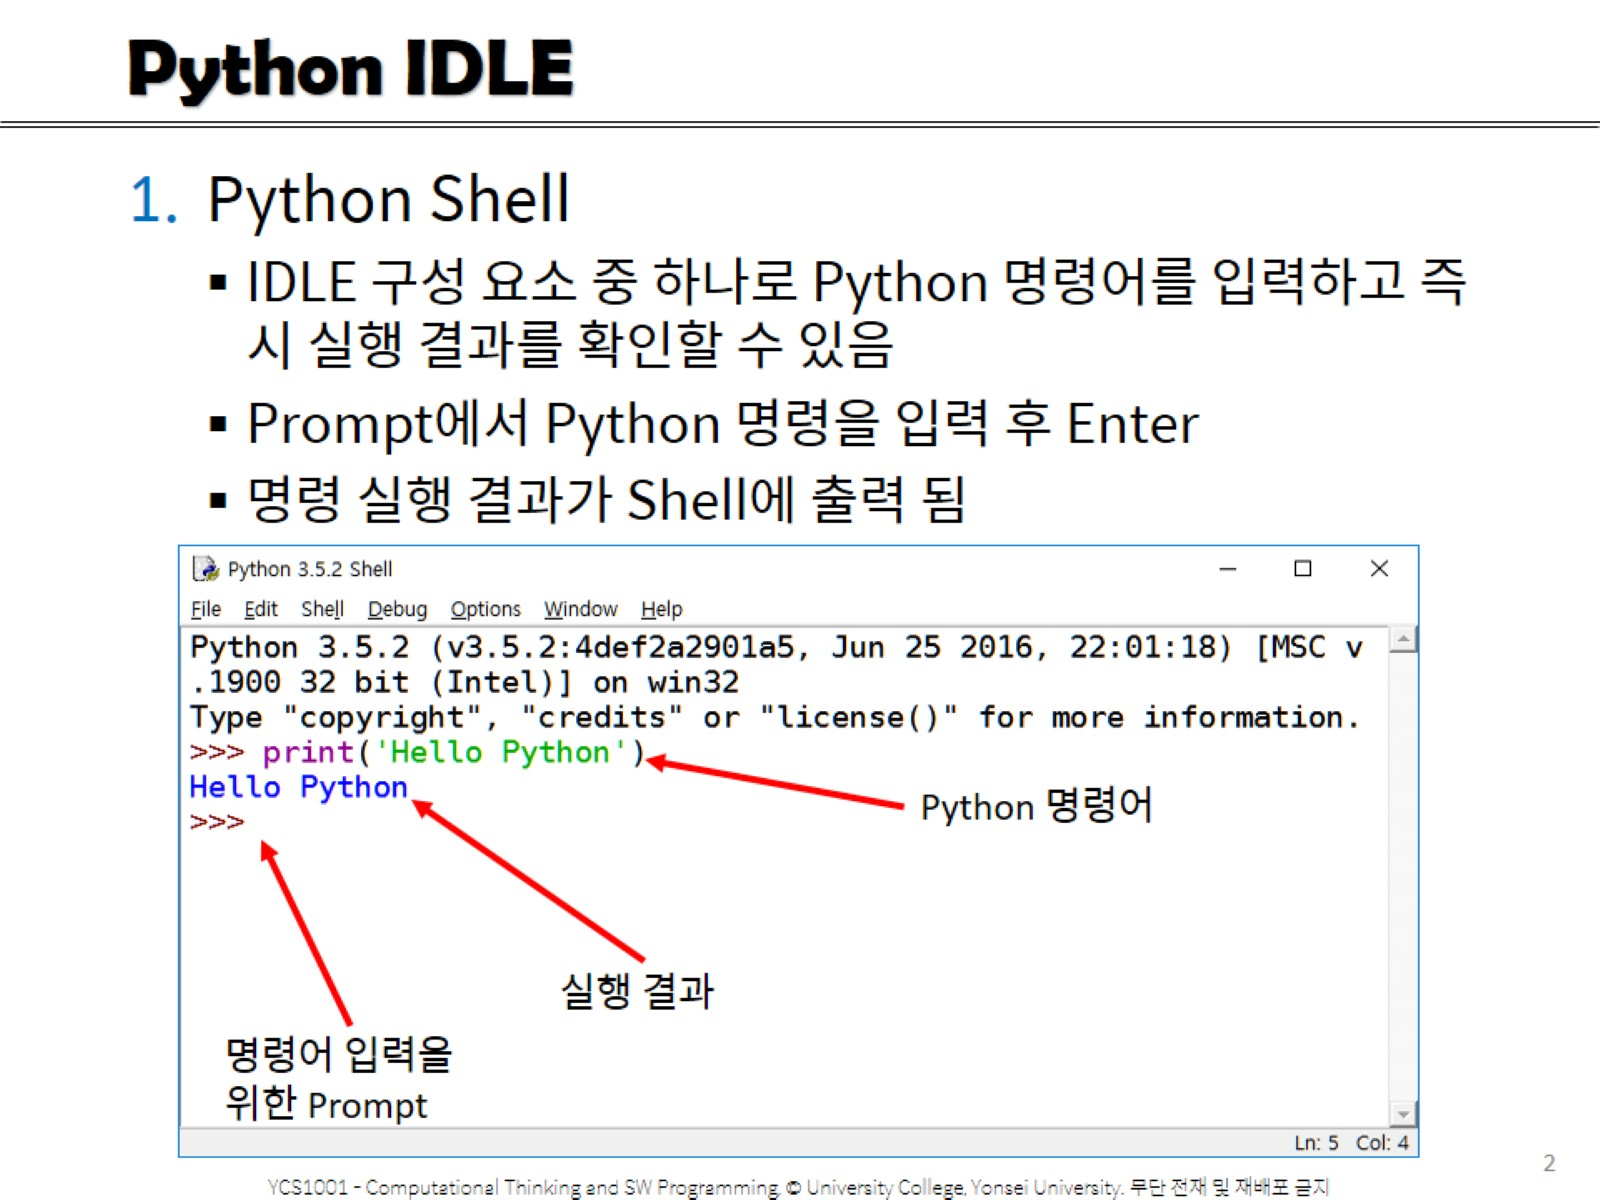 Python IDLE
1. Python Shell
▪ IDLE 구성 요소 중 하나로 Python 명령어를 입력하고 즉
시 실행 결과를 확인할 수 있음
▪ Prompt에서 Python 명령을 입력 후 Enter
▪ 명령 실행 결과가 Shell에 출력 됨
Python 3.5.2 Shell
File Edit Shell Debug Options Window Help
Python 3.5.2 (v3.5.2:4def2a2901a5, Jun 25 2016, 22:01:18) [MSC v
.1900 32 bit (Intel)] on win32
Type "copyright", "credits" or "license()" for more information.
>>> print('Hello Python')
Hello Python
>>>
Python 명령어
실행 결과
명령어 입력을
위한 Prompt
Ln: 5 Col: 4
2
YCS1001 - Computational Thinking and SW Programming, © University College, Yonsei University. 무단 전재 및 재배포 금지